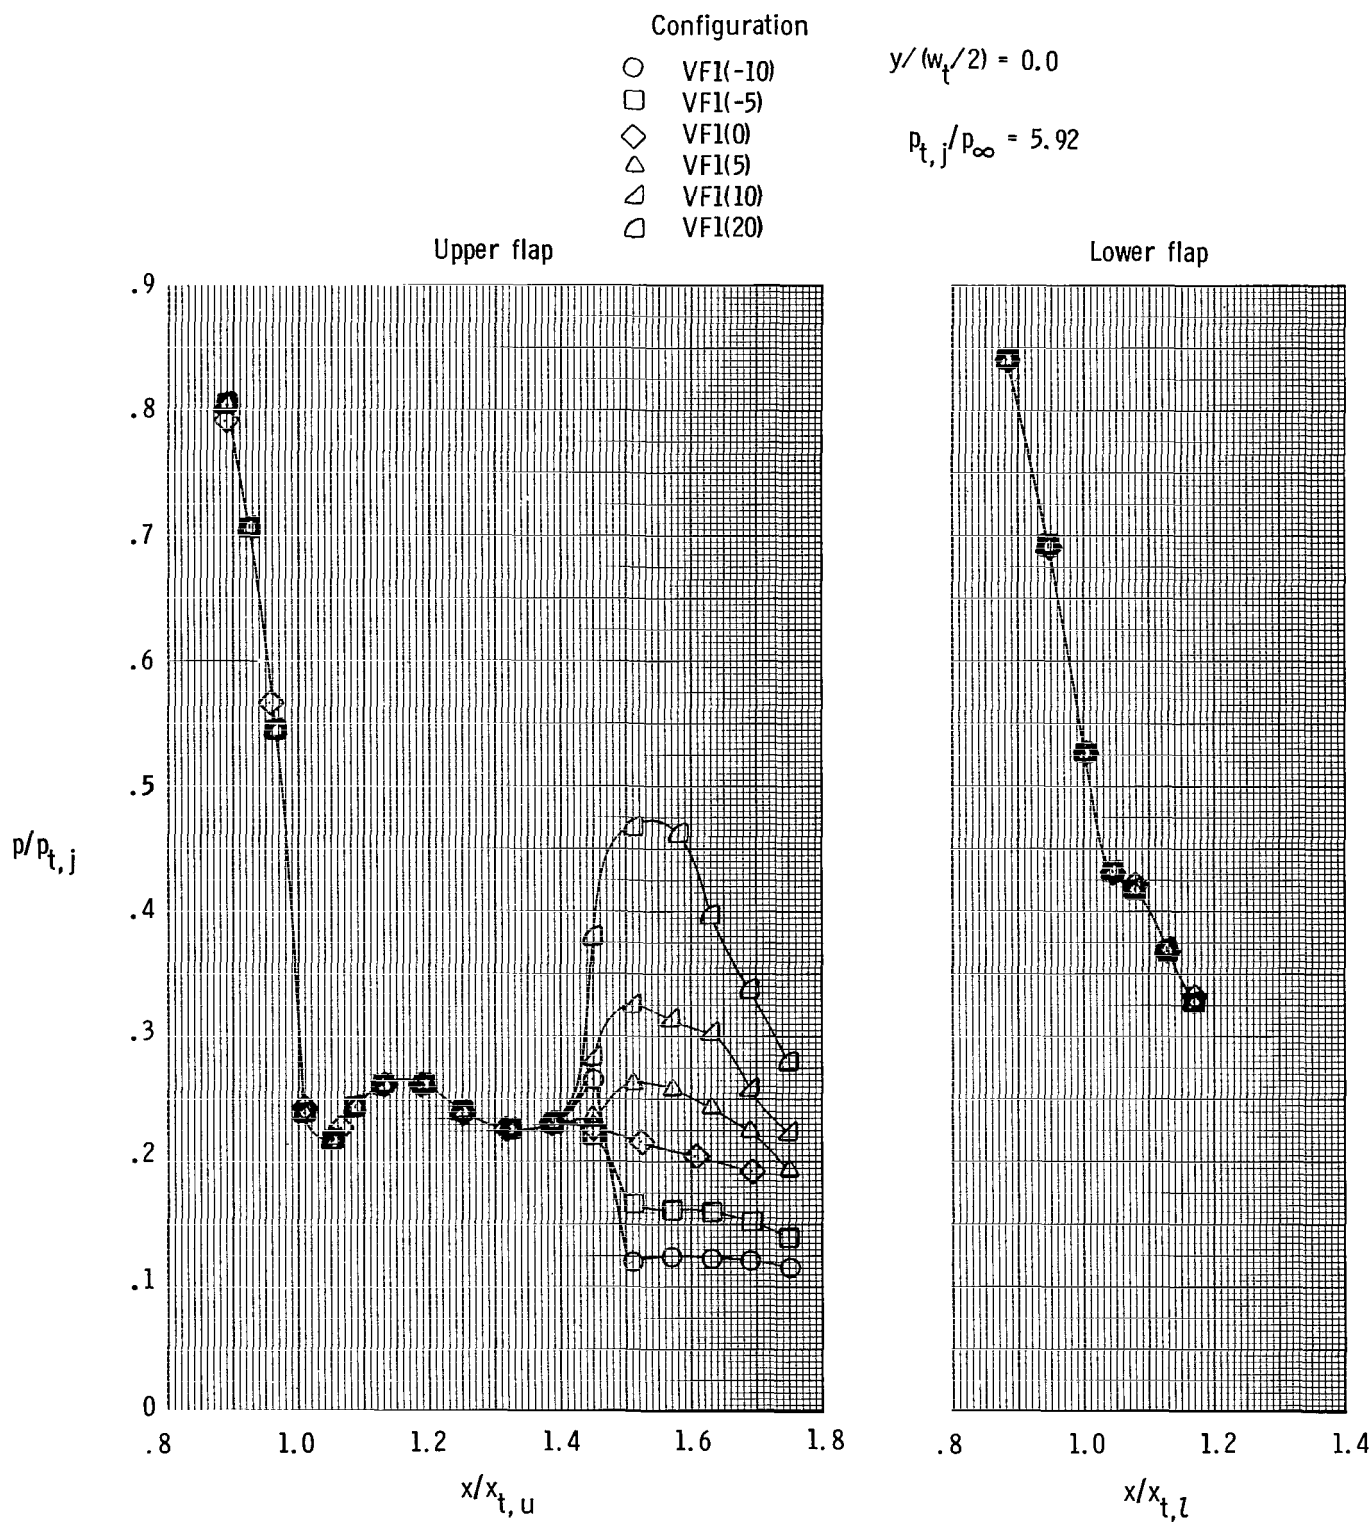 Configuration
VF1(-10)
VF1(-5)
VF1(0)
VF1(5)
VF1(10)
VF1(20)
y/(w_t/2) = 0.0
p_t,j/p_∞ = 5.92
Upper flap
Lower flap
.9
.8
.7
.6
.5
.4
.3
.2
.1
0
p/p_t,j
.8 1.0 1.2 1.4 1.6 1.8
x/x_t,u
.8 1.0 1.2 1.4
x/x_t,l